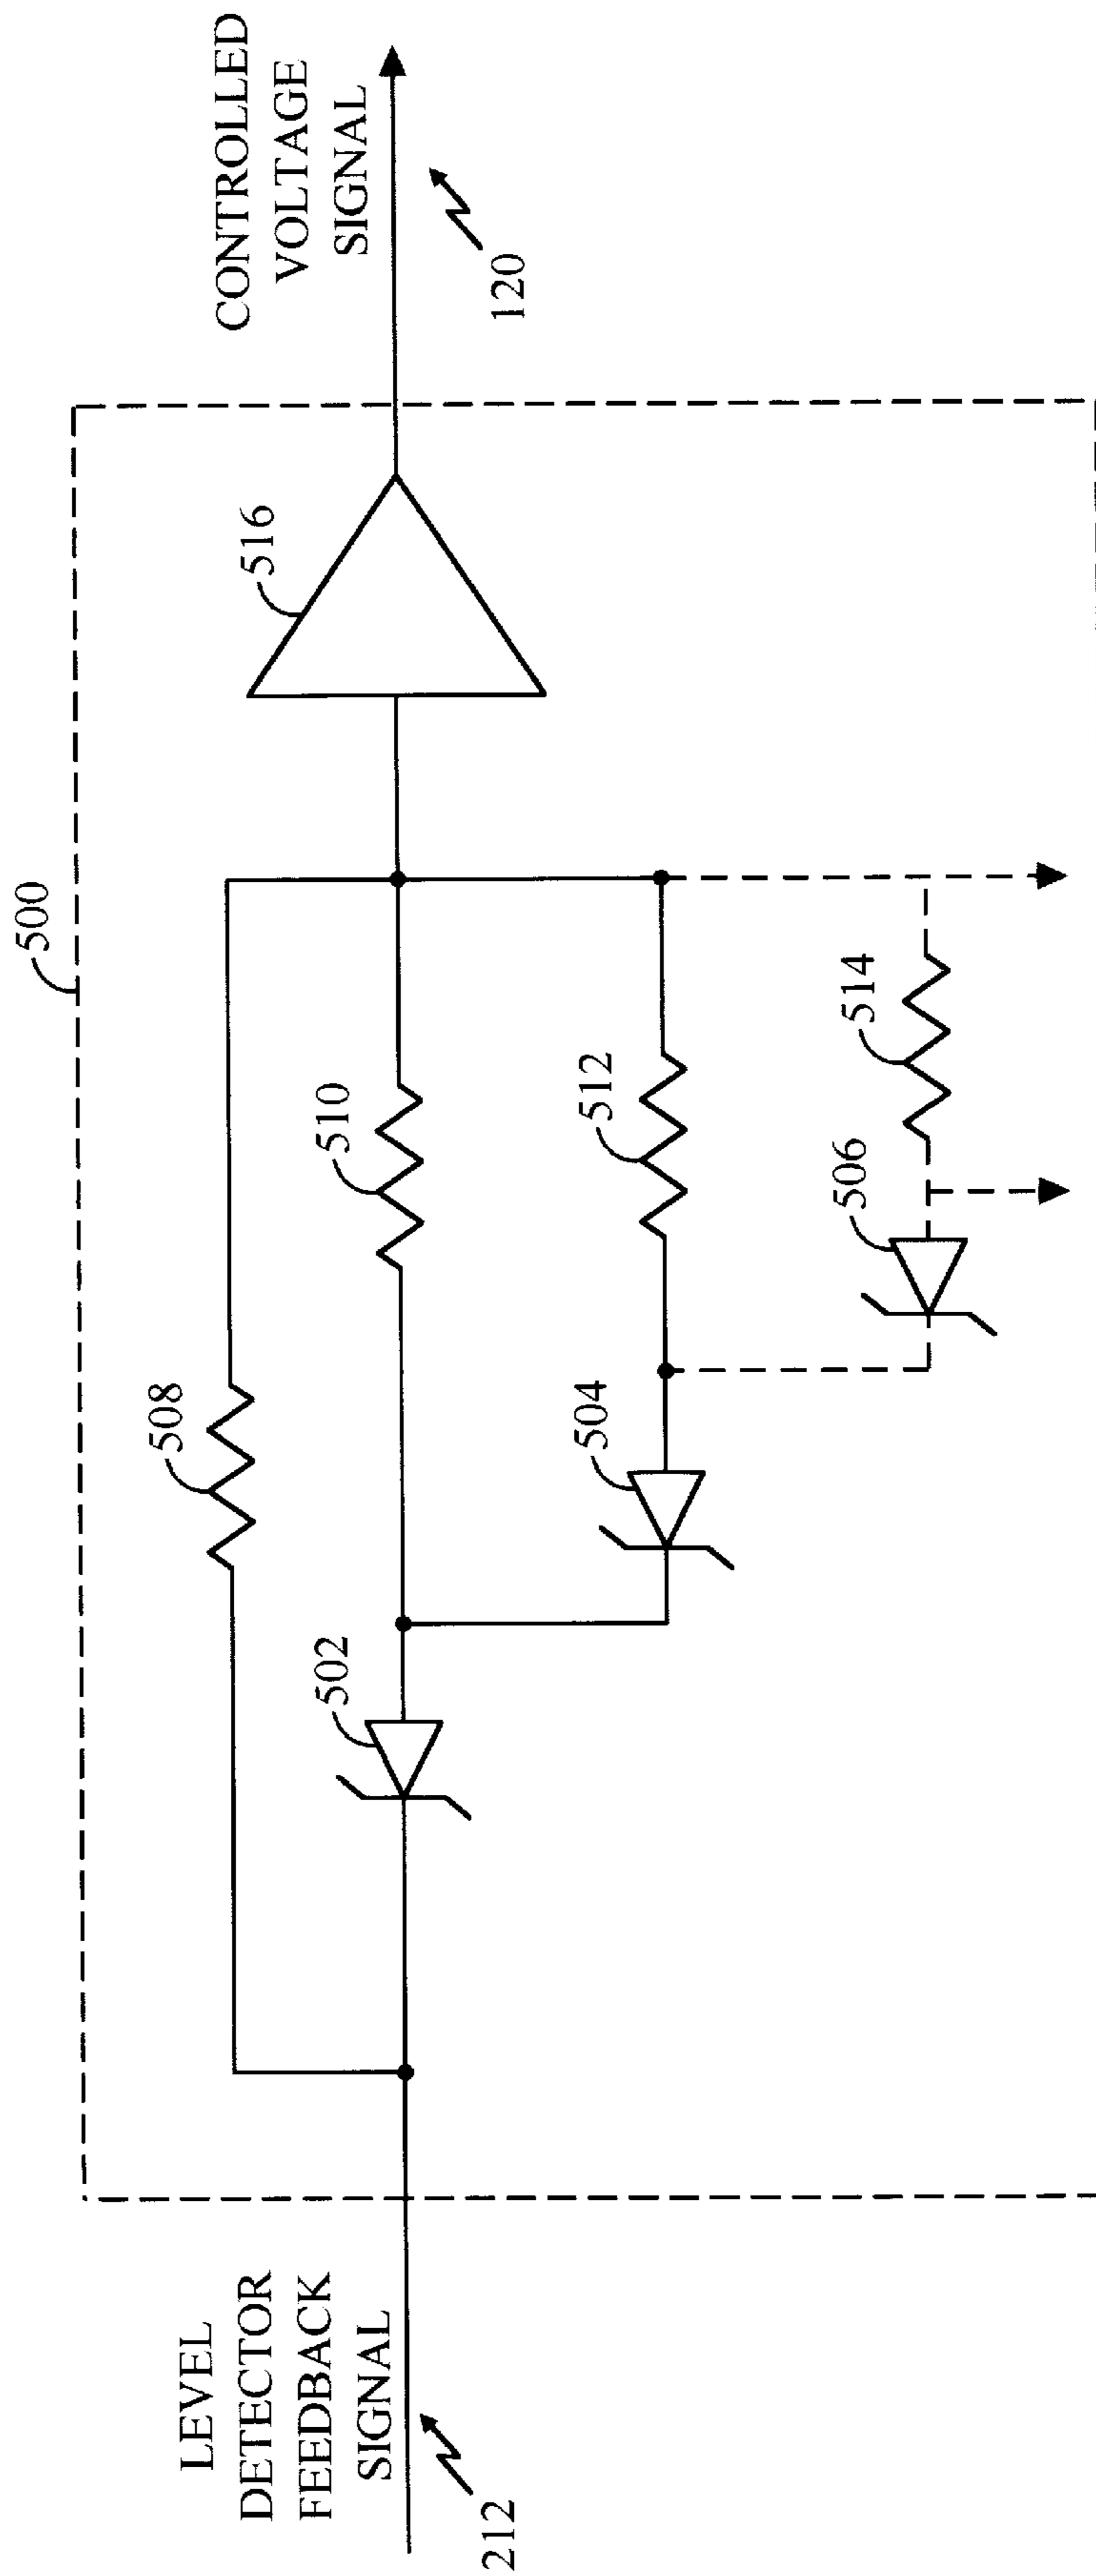 500
LEVEL
DETECTOR
FEEDBACK
SIGNAL
212
508
502
510
504
512
506
514
516
CONTROLLED
VOLTAGE
SIGNAL
120